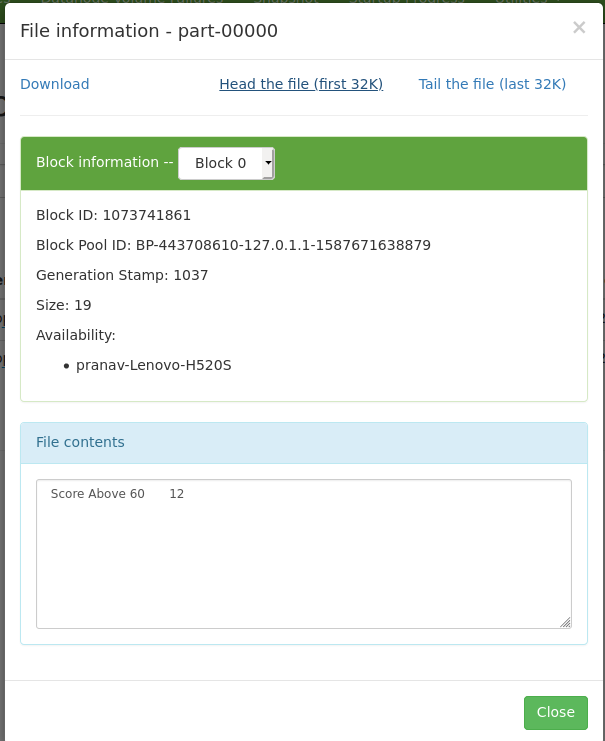 File information - part-00000 ×
Download Head the file (first 32K) Tail the file (last 32K)
Block information -- Block 0
Block ID: 1073741861
Block Pool ID: BP-443708610-127.0.1.1-1587671638879
Generation Stamp: 1037
Size: 19
Availability:
pranav-Lenovo-H520S
File contents
Score Above 60 12
Close